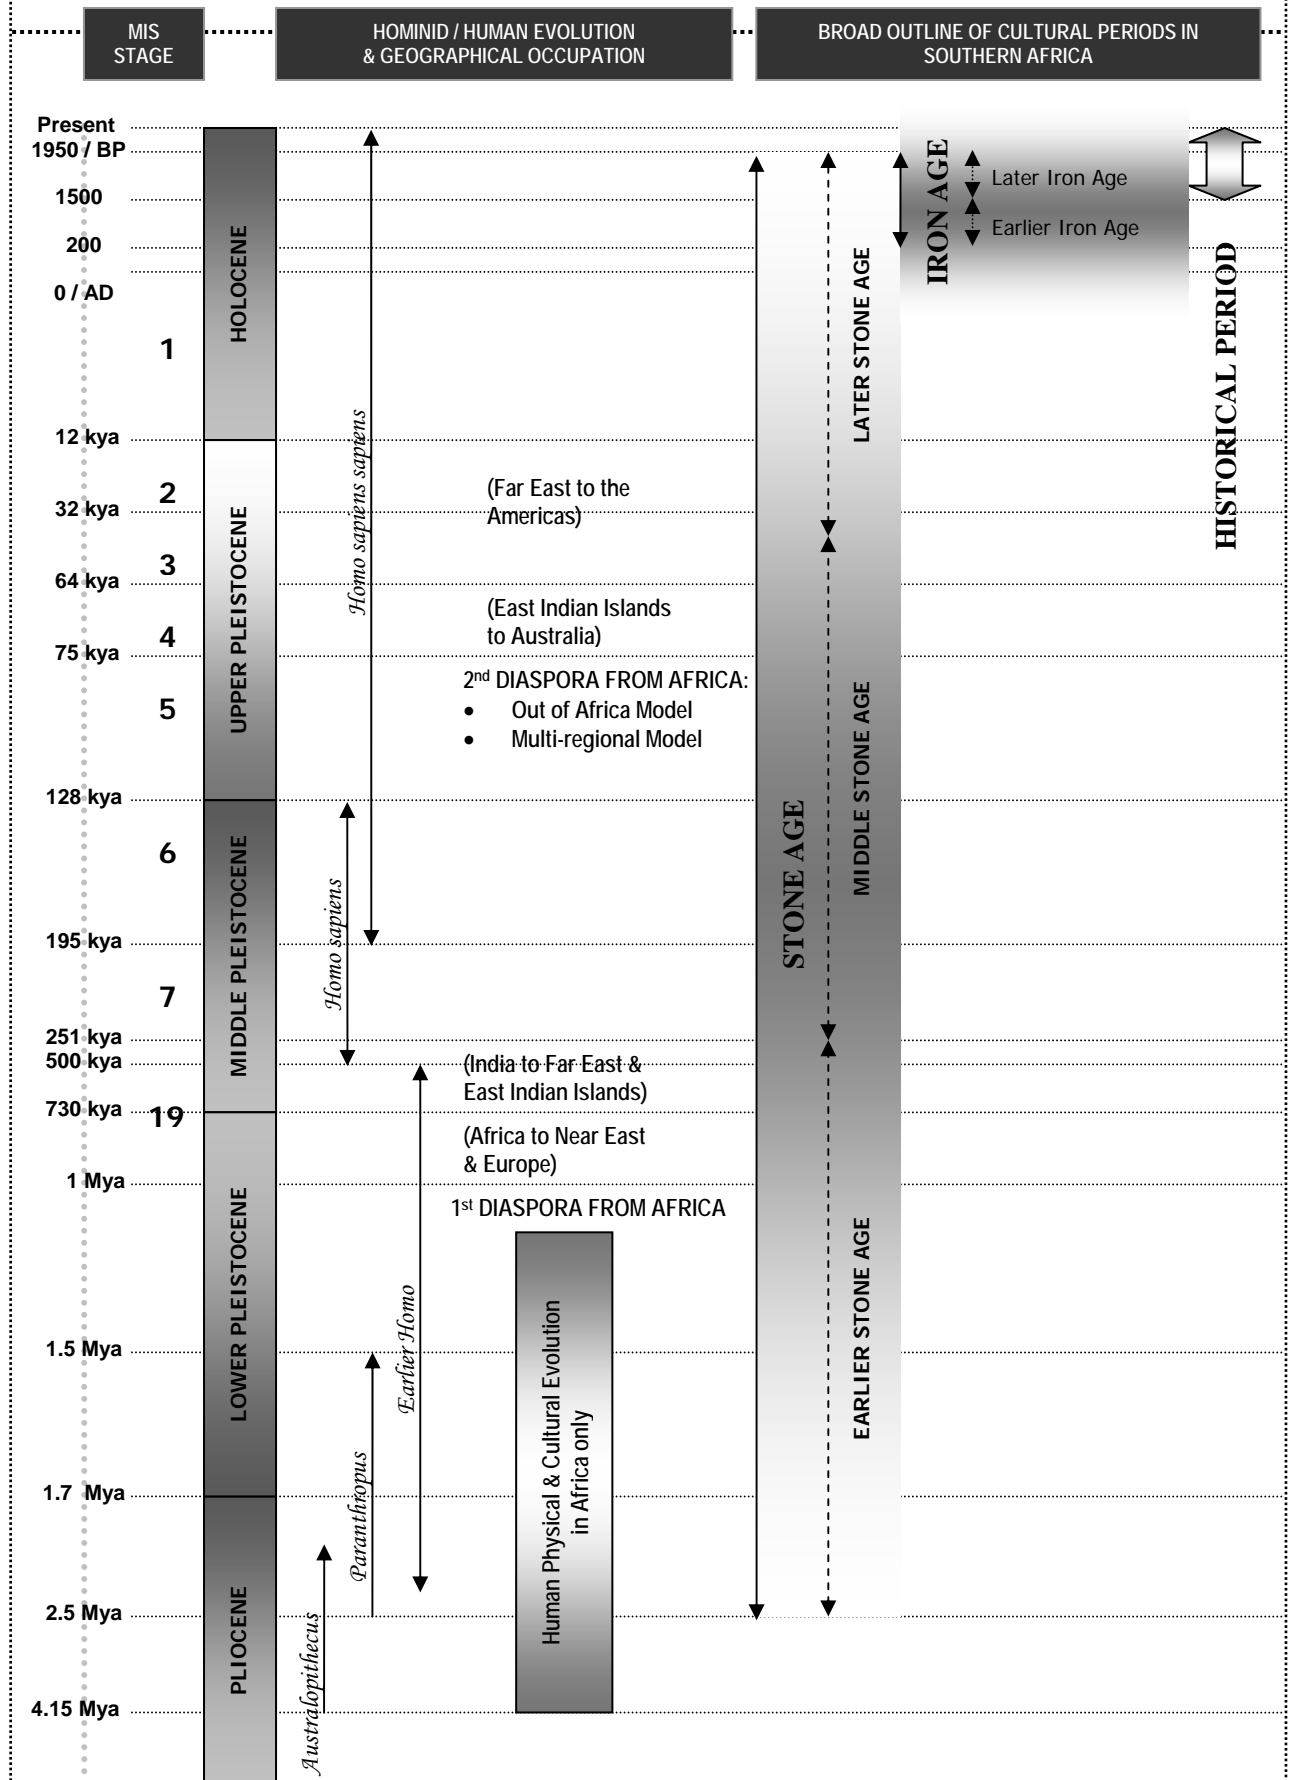 MIS
STAGE
HOMINID / HUMAN EVOLUTION
& GEOGRAPHICAL OCCUPATION
BROAD OUTLINE OF CULTURAL PERIODS IN
SOUTHERN AFRICA
Present
1950 / BP
1500
200
0 / AD
1
12 kya
2
32 kya
3
64 kya
4
75 kya
5
128 kya
6
195 kya
7
251 kya
500 kya
730 kya
19
1 Mya
1.5 Mya
1.7 Mya
2.5 Mya
4.15 Mya
HOLOCENE
UPPER PLEISTOCENE
MIDDLE PLEISTOCENE
LOWER PLEISTOCENE
PLIOCENE
Homo sapiens sapiens
Homo sapiens
Earlier Homo
Paranthropus
Australopithecus
(Far East to the
Americas)
(East Indian Islands
to Australia)
2nd DIASPORA FROM AFRICA:
• Out of Africa Model
• Multi-regional Model
(India to Far East &
East Indian Islands)
(Africa to Near East
& Europe)
1st DIASPORA FROM AFRICA
Human Physical & Cultural Evolution
in Africa only
STONE AGE
LATER STONE AGE
MIDDLE STONE AGE
EARLIER STONE AGE
IRON AGE
Later Iron Age
Earlier Iron Age
HISTORICAL PERIOD